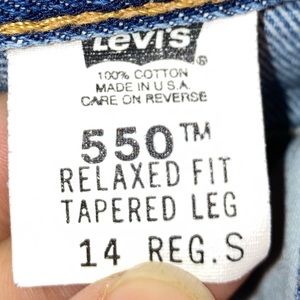 Levi's
100% COTTON
MADE IN U.S.A.
CARE ON REVERSE
550™
RELAXED FIT
TAPERED LEG
14 REG. S